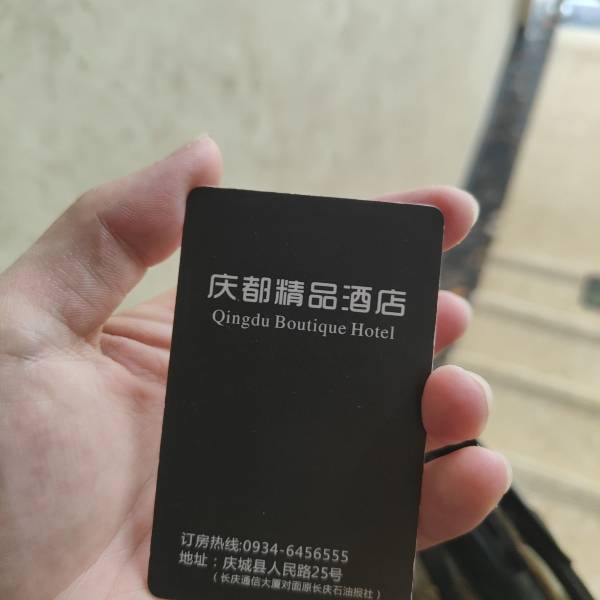 庆都精品酒店
Qingdu Boutique Hotel
订房热线:0934-6456555
地址：庆城县人民路25号
（长庆通信大厦对面原长庆石油报社）